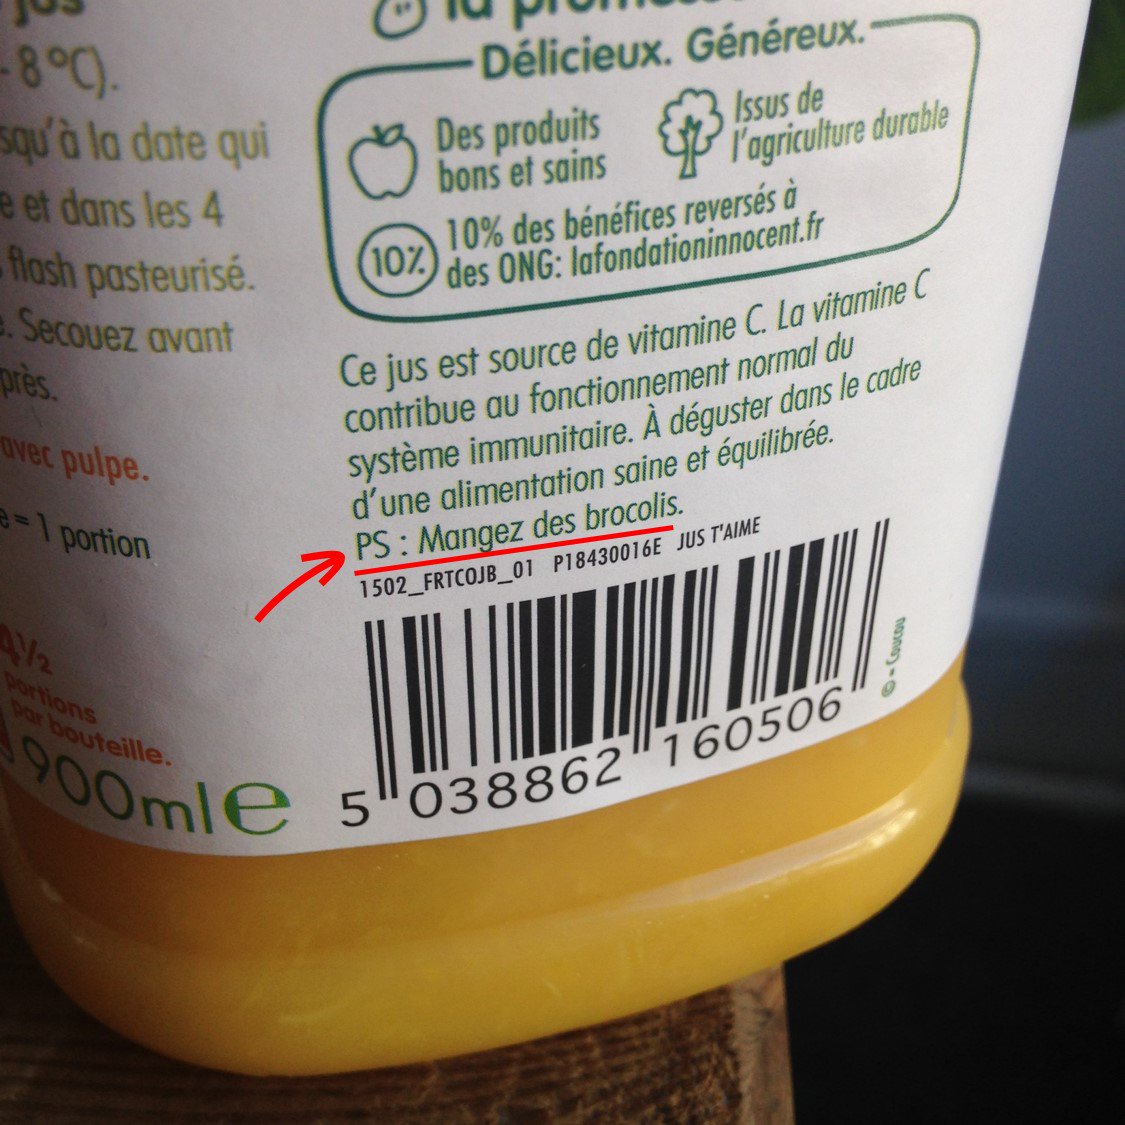 jus
- 8 °C).
squ'à la date qui
e et dans les 4
flash pasteurisé.
e. Secouez avant
près.
avec pulpe.
e = 1 portion
4½
portions
par bouteille.
900ml e
la promesse
Délicieux. Généreux.
Des produits
bons et sains
Issus de
l'agriculture durable
10%
10% des bénéfices reversés à
des ONG: lafondationinnocent.fr
Ce jus est source de vitamine C. La vitamine C
contribue au fonctionnement normal du
système immunitaire. À déguster dans le cadre
d'une alimentation saine et équilibrée.
PS : Mangez des brocolis.
1502_FRTCOJB_01 P18430016E JUS T'AIME
© - Coucou
5 038862 160506